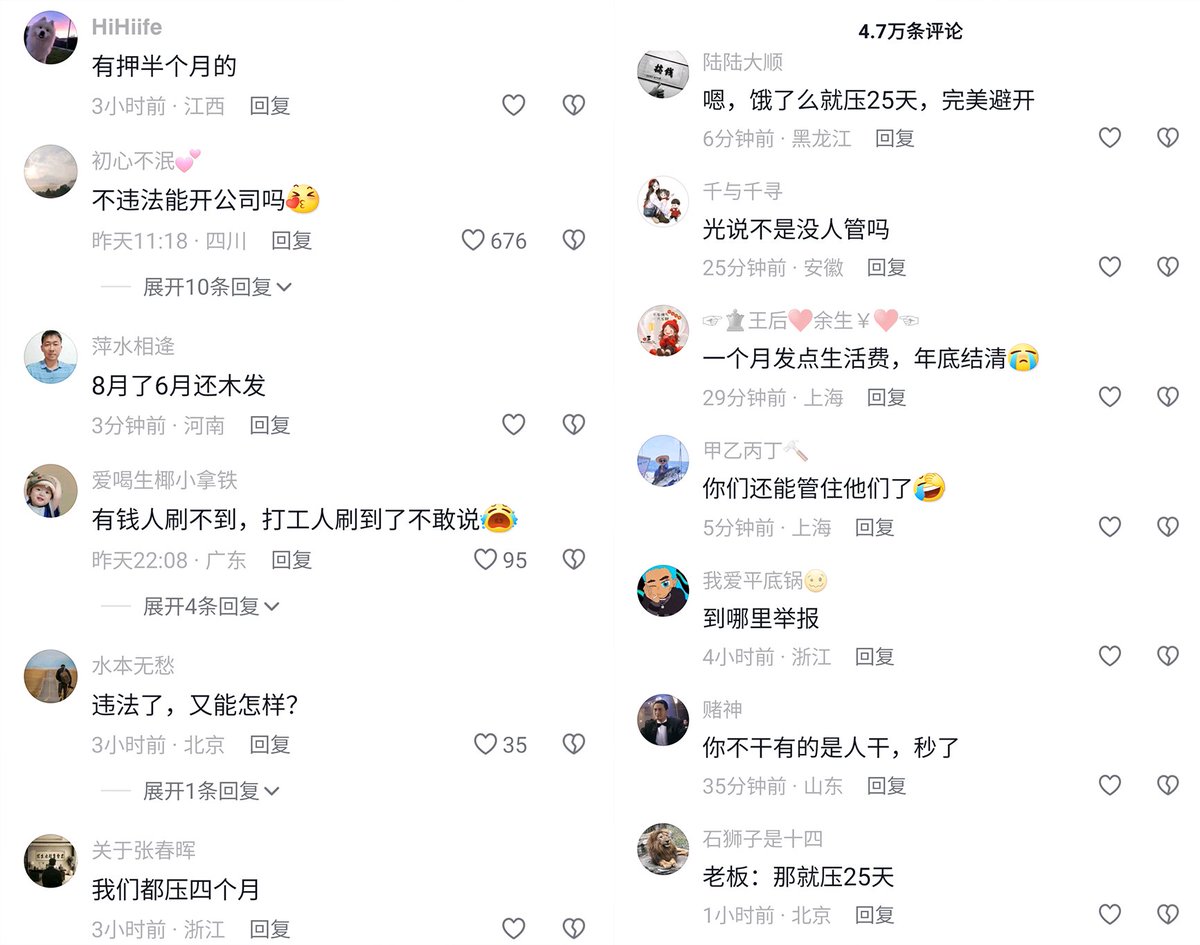 HiHiife
有押半个月的
3小时前 · 江西 回复
初心不泯💕
不违法能开公司吗😘
昨天11:18 · 四川 回复 676
展开10条回复
萍水相逢
8月了6月还木发
3分钟前 · 河南 回复
爱喝生椰小拿铁
有钱人刷不到，打工人刷到了不敢说😭
昨天22:08 · 广东 回复 95
展开4条回复
水本无愁
违法了，又能怎样？
3小时前 · 北京 回复 35
展开1条回复
关于张春晖
我们都压四个月
3小时前 · 浙江 回复
4.7万条评论
陆陆大顺
嗯，饿了么就压25天，完美避开
6分钟前 · 黑龙江 回复
千与千寻
光说不是没人管吗
25分钟前 · 安徽 回复
王后❤️余生￥❤️
一个月发点生活费，年底结清😭
29分钟前 · 上海 回复
甲乙丙丁🔨
你们还能管住他们了🤣
5分钟前 · 上海 回复
我爱平底锅🥴
到哪里举报
4小时前 · 浙江 回复
赌神
你不干有的是人干，秒了
35分钟前 · 山东 回复
石狮子是十四
老板：那就压25天
1小时前 · 北京 回复